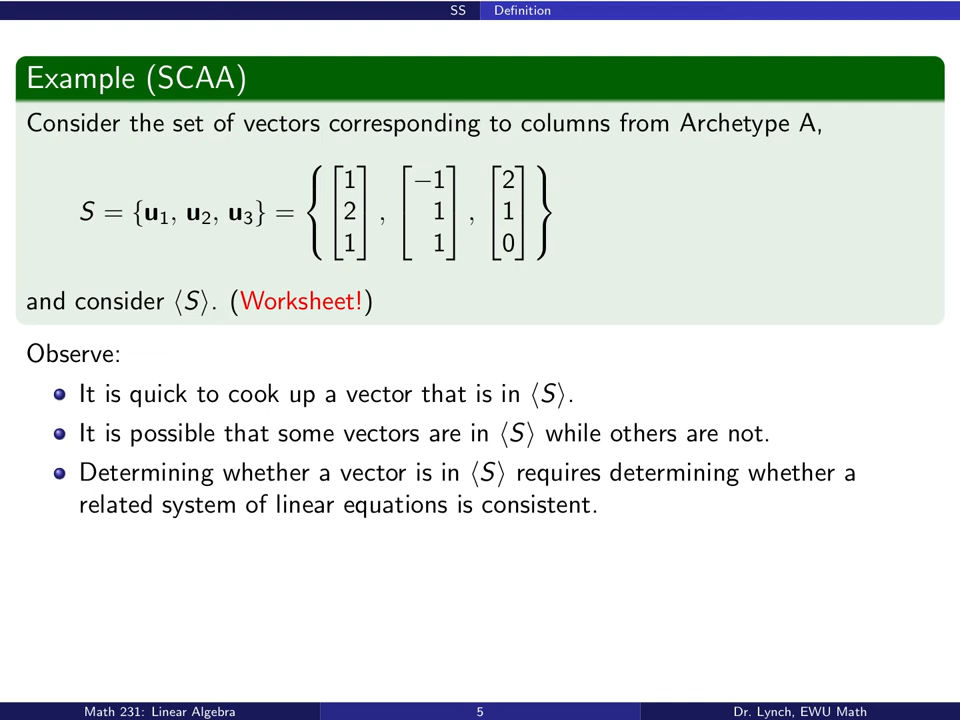 SS Definition
Example (SCAA)
Consider the set of vectors corresponding to columns from Archetype A,
S = {u₁, u₂, u₃} = { [1 2 1], [−1 1 1], [2 1 0] }
and consider ⟨S⟩. (Worksheet!)
Observe:
It is quick to cook up a vector that is in ⟨S⟩.
It is possible that some vectors are in ⟨S⟩ while others are not.
Determining whether a vector is in ⟨S⟩ requires determining whether a
related system of linear equations is consistent.
Math 231: Linear Algebra 5 Dr. Lynch, EWU Math